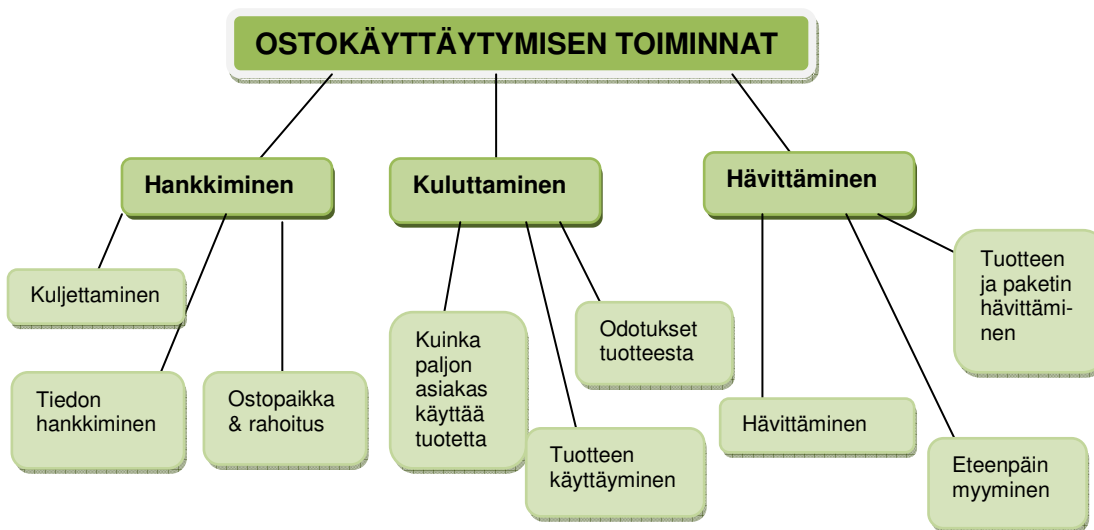 OSTOKÄYTTÄYTYMISEN TOIMINNAT
Hankkiminen
Kuluttaminen
Hävittäminen
Kuljettaminen
Tiedon
hankkiminen
Ostopaikka
& rahoitus
Kuinka
paljon
asiakas
käyttää
tuotetta
Tuotteen
käyttäyminen
Odotukset
tuotteesta
Hävittäminen
Eteenpäin
myyminen
Tuotteen
ja paketin
hävittämi-
nen